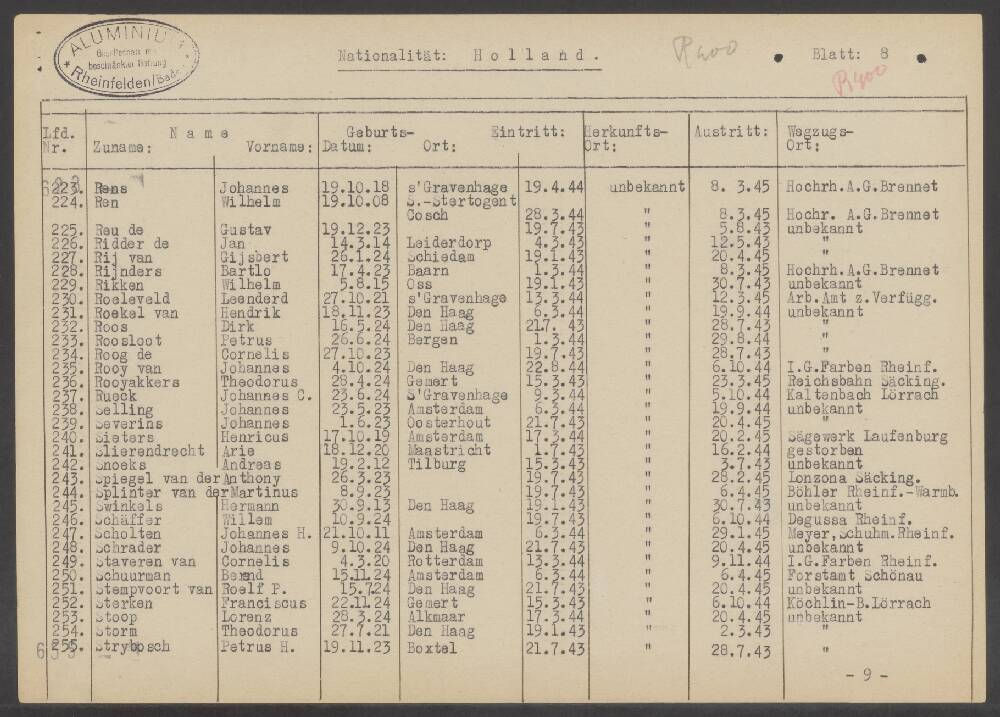 ALUMINIUM
Gesellschaft mit
beschränkter Haftung
Rheinfelden/Baden
Nationalität: Holland.
R 400
Blatt: 8
R 400
Lfd. Name Geburts- Eintritt: Herkunfts- Austritt: Wegzugs-
Nr. Zuname: Vorname: Datum: Ort: Ort: Ort:
223. Rens Johannes 19.10.18 s'Gravenhage 19.4.44 unbekannt 8. 3.45 Hochrh.A.G.Brennet
224. Ren Wilhelm 19.10.08 S.-Stertogent
Cosch 28.3.44 " 8.3.45 Hochr. A.G.Brennet
225. Reu de Gustav 19.12.23 19.7.43 " 5.8.43 unbekannt
226. Ridder de Jan 14.3.14 Leiderdorp 4.3.43 " 12.5.43 "
227. Rij van Gijsbert 26.1.24 Schiedam 19.1.43 " 20.4.45 "
228. Rijnders Bartlo 17.4.23 Baarn 1.3.44 " 8.3.45 Hochrh.A.G.Brennet
229. Rikken Wilhelm 5.8.15 Oss 19.1.43 " 30.7.43 unbekannt
230. Roeleveld Leenderd 27.10.21 s'Gravenhage 13.3.44 " 12.3.45 Arb.Amt z.Verfügg.
231. Roekel van Hendrik 18.11.23 Den Haag 6.3.44 " 19.9.44 unbekannt
232. Roos Dirk 16.5.24 Den Haag 21.7. 43 " 28.7.43 "
233. Roosloot Petrus 26.6.24 Bergen 1.3.44 " 29.8.44 "
234. Roog de Cornelis 27.10.23 19.7.43 " 28.7.43 "
235. Rooy van Johannes 4.10.24 Den Haag 22.8.44 " 6.10.44 I.G.Farben Rheinf.
236. Rooyakkers Theodorus 28.4.24 Gemert 15.3.43 " 23.3.45 Reichsbahn Säcking.
237. Rueck Johannes C. 23.6.24 S'Gravenhage 9.3.44 " 5.10.44 Kaltenbach Lörrach
238. Selling Johannes 23.5.23 Amsterdam 6.3.44 " 19.9.44 unbekannt
239. Severins Johannes 1.6.23 Oosterhout 21.7.43 " 20.4.45 "
240. Sieters Henricus 17.10.19 Amsterdam 17.3.44 " 20.2.45 Sägewerk Laufenburg
241. Slierendrecht Arie 18.12.20 Maastricht 1.7.43 " 16.2.44 gestorben
242. Snoeks Andreas 19.2.12 Tilburg 15.3.43 " 3.7.43 unbekannt
243. Spiegel van der Anthony 26.3.23 19.7.43 " 28.2.45 Lonzona Säcking.
244. Splinter van der Martinus 8.9.23 19.7.43 " 6.4.45 Böhler Rheinf.-Warmb.
245. Swinkels Hermann 30.9.13 Den Haag 19.1.43 " 30.7.43 unbekannt
246. Schäffer Willem 10.9.24 19.7.43 " 6.10.44 Degussa Rheinf.
247. Scholten Johannes H. 21.10.11 Amsterdam 6.3.44 " 29.1.45 Meyer,Schuhm.Rheinf.
248. Schrader Johannes 9.10.24 Den Haag 21.7.43 " 20.4.45 unbekannt
249. Staveren van Cornelis 4.3.20 Rotterdam 13.3.44 " 9.11.44 I.G.Farben Rheinf.
250. Schuurman Berend 15.11.24 Amsterdam 6.3.44 " 6.4.45 Forstamt Schönau
251. Stempvoort van Roelf P. 15.7.24 Den Haag 21.7.43 " 20.4.45 unbekannt
252. Sterken Franciscus 22.11.24 Gemert 15.3.43 " 6.10.44 Köchlin-B.Lörrach
253. Stoop Lorenz 28.3.24 Alkmaar 17.3.44 " 20.4.45 unbekannt
254. Storm Theodorus 27.7.21 Den Haag 19.1.43 " 2.3.43 "
255. Strybosch Petrus H. 19.11.23 Boxtel 21.7.43 " 28.7.43 "
- 9 -